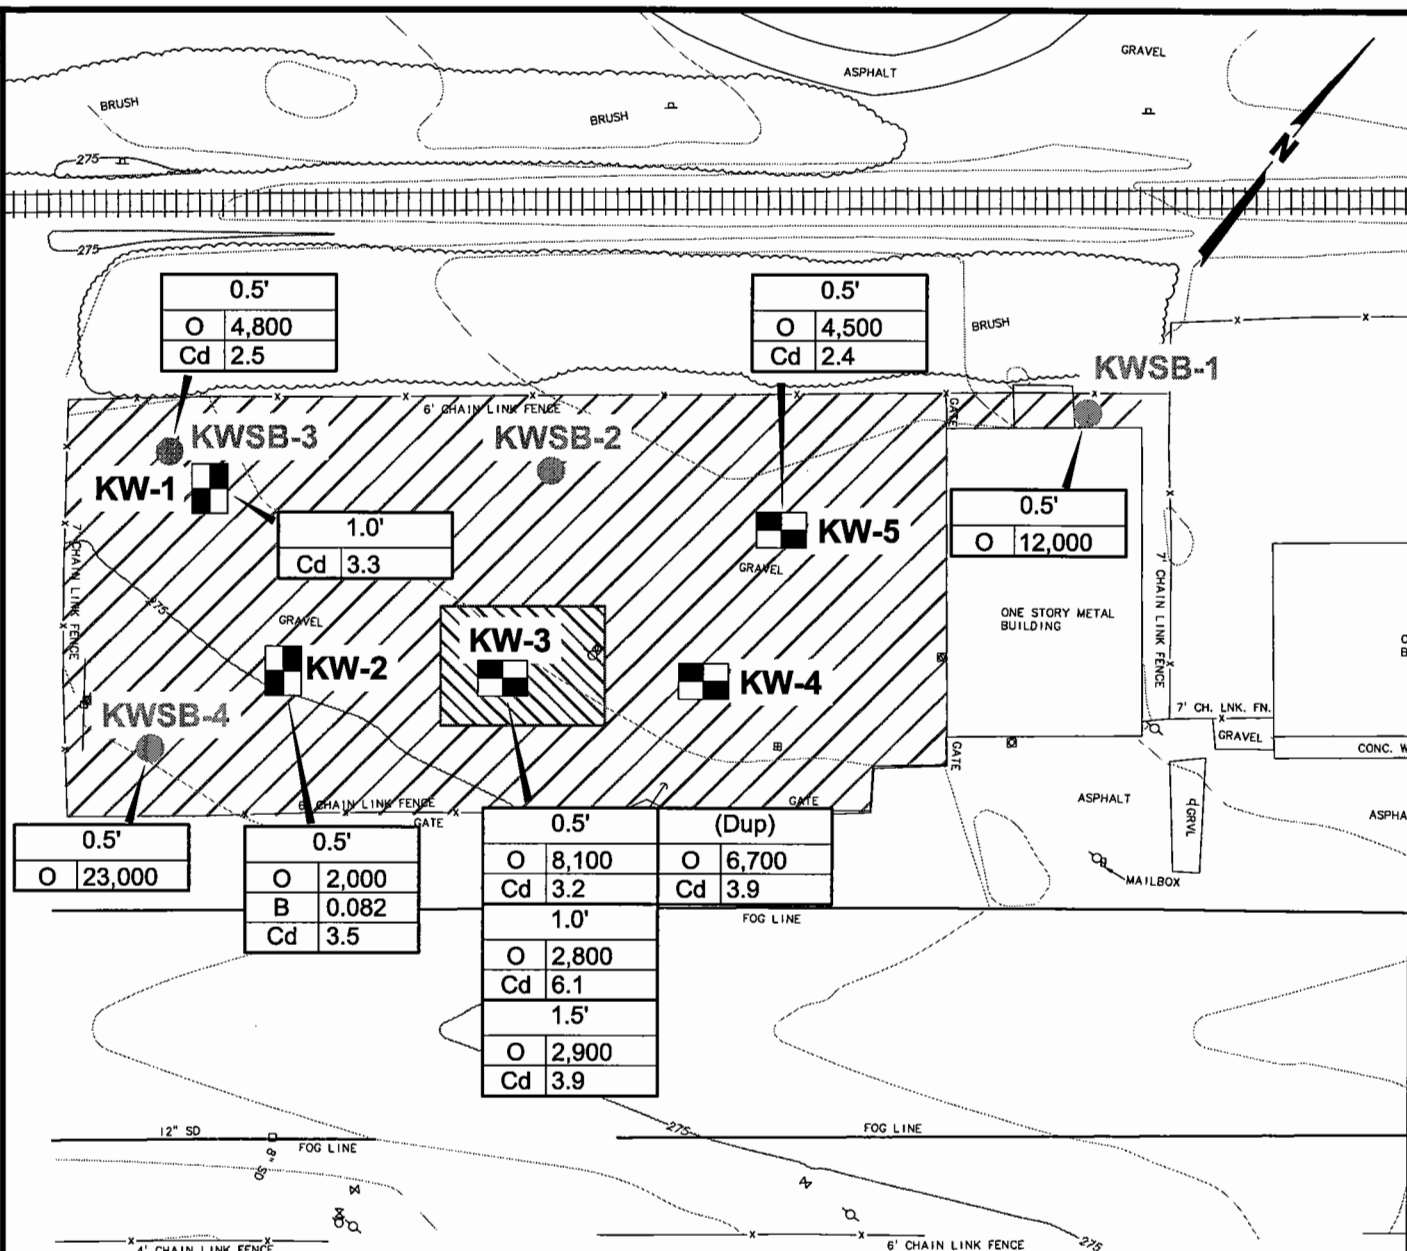 GRAVEL
ASPHALT
BRUSH
BRUSH
N
275
275
0.5'
O 4,800
Cd 2.5
0.5'
O 4,500
Cd 2.4
BRUSH
KWSB-1
6' CHAIN LINK FENCE
GATE
KWSB-3
KWSB-2
KW-1
1.0'
Cd 3.3
KW-5
GRAVEL
0.5'
O 12,000
7' CHAIN LINK FENCE
7' CHAIN LINK FENCE
275
GRAVEL
ONE STORY METAL
BUILDING
KW-3
KW-2
KW-4
KWSB-4
7' CH. LNK. FN.
GRAVEL
CONC. W
GATE
6' CHAIN LINK FENCE
GATE
GATE
ASPHALT
GRVL
ASPHA
MAILBOX
0.5'
O 23,000
0.5'
O 2,000
B 0.082
Cd 3.5
0.5' (Dup)
O 8,100 O 6,700
Cd 3.2 Cd 3.9
1.0'
O 2,800
Cd 6.1
1.5'
O 2,900
Cd 3.9
FOG LINE
12" SD
FOG LINE
8" SD
275
FOG LINE
4' CHAIN LINK FENCE
6' CHAIN LINK FENCE
275